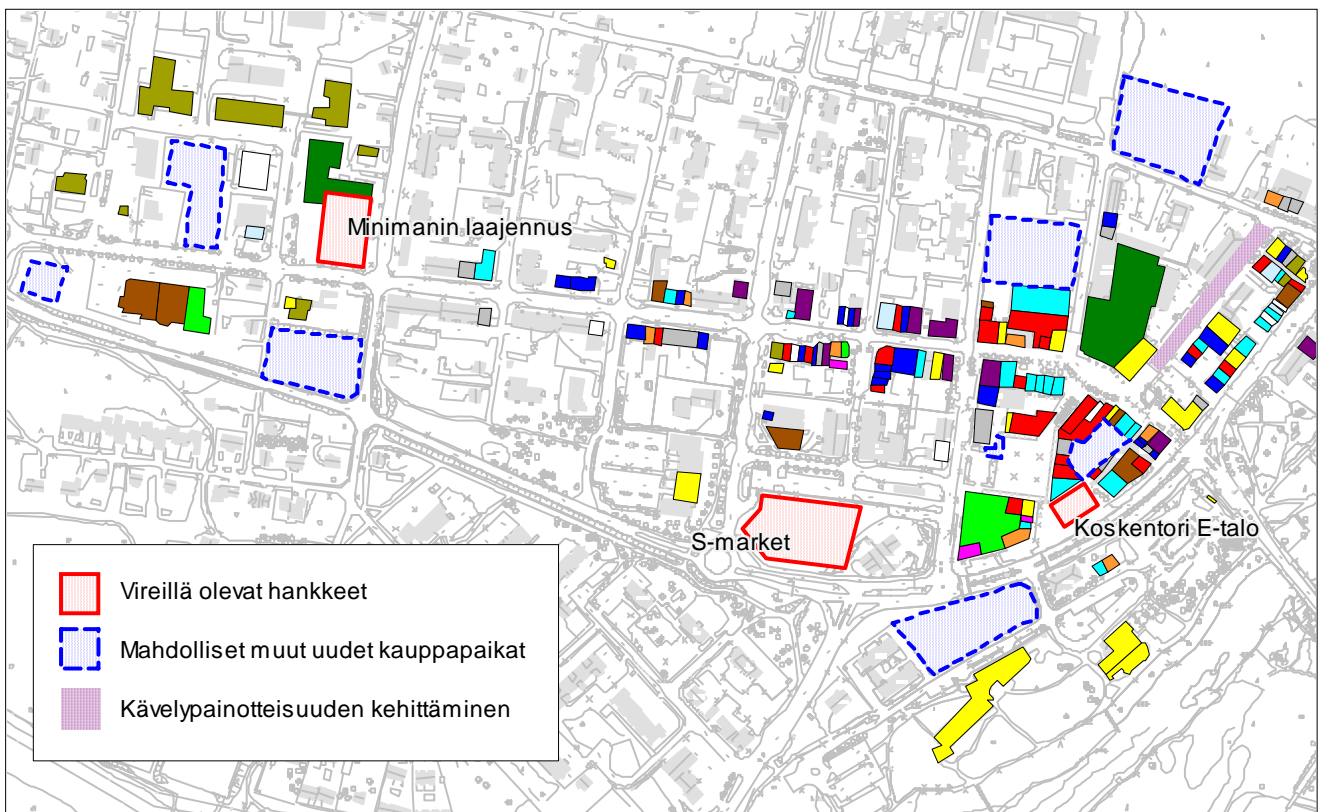 Minimanin laajennus
S-market
Koskentori E-talo
Vireillä olevat hankkeet
Mahdolliset muut uudet kauppapaikat
Kävelypainotteisuuden kehittäminen